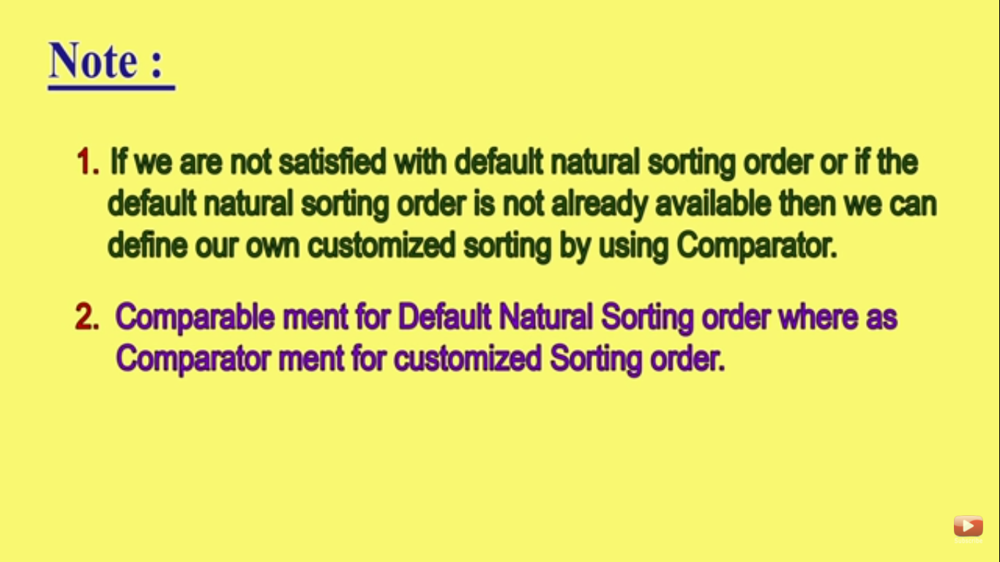 Note :
1. If we are not satisfied with default natural sorting order or if the
default natural sorting order is not already available then we can
define our own customized sorting by using Comparator.
2. Comparable ment for Default Natural Sorting order where as
Comparator ment for customized Sorting order.